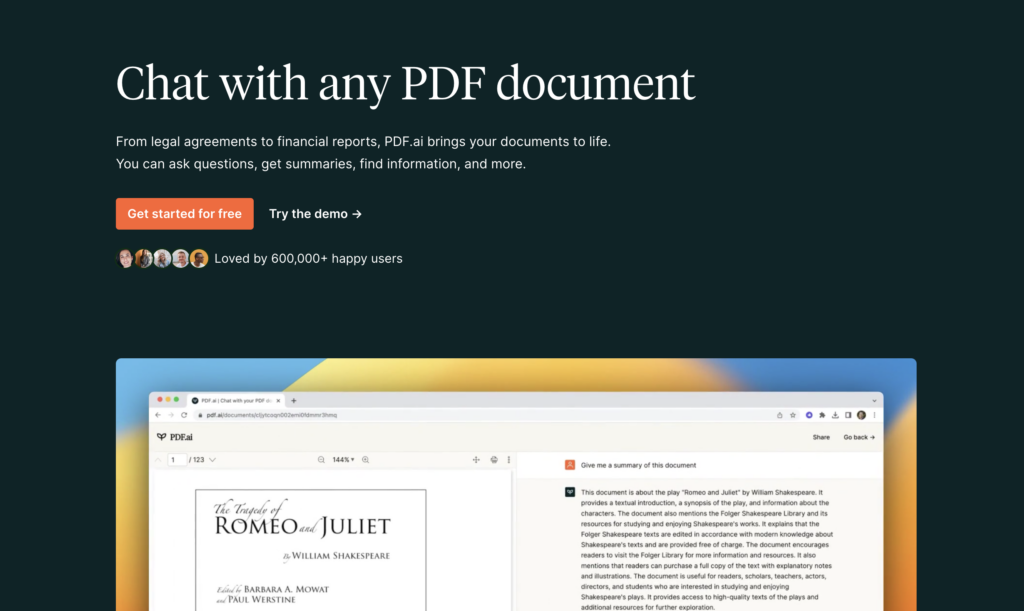 Chat with any PDF document
From legal agreements to financial reports, PDF.ai brings your documents to life.
You can ask questions, get summaries, find information, and more.
Get started for free
Try the demo →
Loved by 600,000+ happy users
PDF.ai | Chat with your PDF do
pdf.ai/documents/
PDF.ai
Share
Go back →
1 / 123
144%
The Tragedy of
ROMEO and JULIET
By WILLIAM SHAKESPEARE
Edited by BARBARA A. MOWAT
and PAUL WERSTINE
Give me a summary of this document
This document is about the play "Romeo and Juliet" by William Shakespeare. It
provides a textual introduction, a synopsis of the play, and information about the
characters. The document also mentions the Folger Shakespeare Library and its
resources for studying and enjoying Shakespeare's works. It explains that the
Folger Shakespeare texts are edited in accordance with modern knowledge about
Shakespeare's texts and are provided free of charge. The document encourages
readers to visit the Folger Library for more information and resources. It also
mentions that readers can purchase a full copy of the text with explanatory notes
and illustrations. The document is useful for readers, scholars, teachers, actors,
directors, and students who are interested in studying and enjoying
Shakespeare's plays. It provides access to high-quality texts of the plays and
additional resources for further exploration.